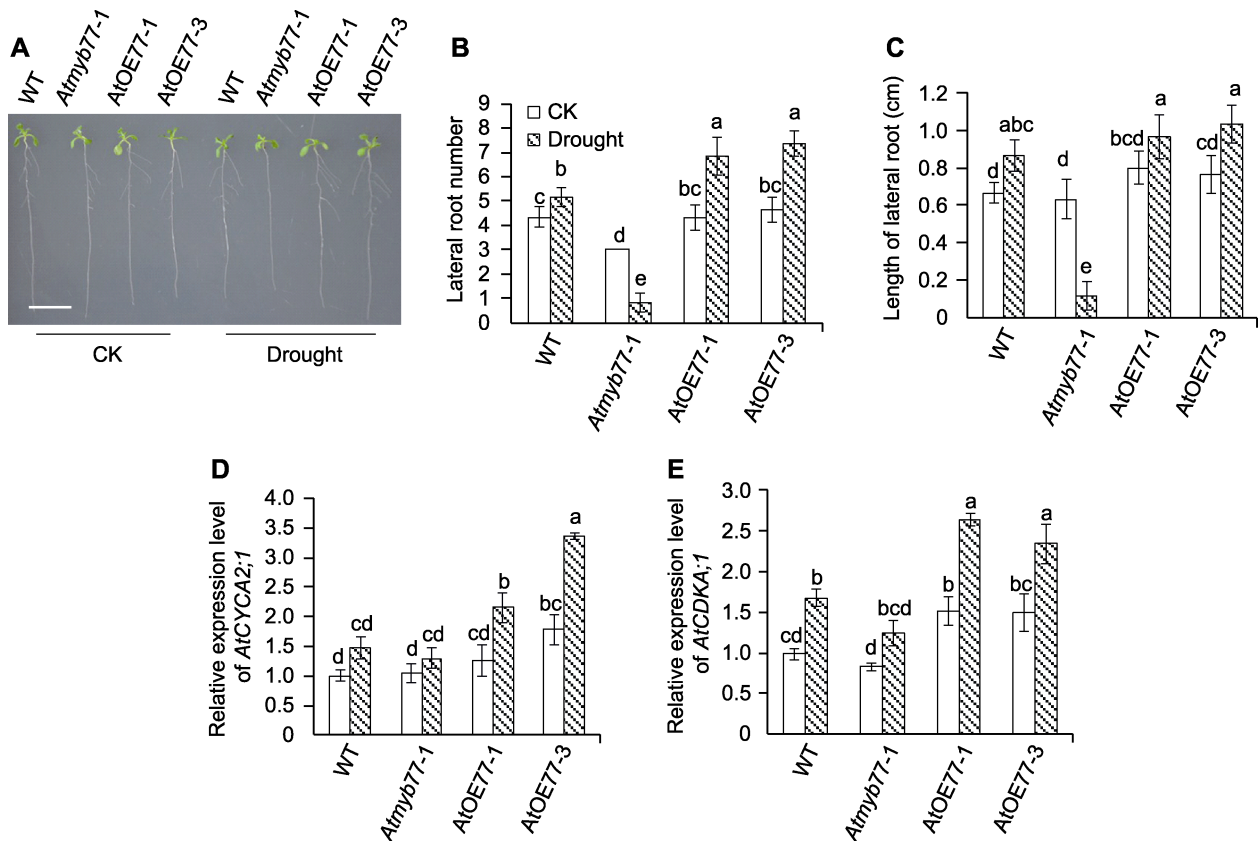 A
WT
Atmyb77-1
AtOE77-1
AtOE77-3
WT
Atmyb77-1
AtOE77-1
AtOE77-3
CK
Drought
B
Lateral root number
9
8
7
6
5
4
3
2
1
0
CK
Drought
c
b
d
e
bc
a
bc
a
WT
Atmyb77-1
AtOE77-1
AtOE77-3
C
Length of lateral root (cm)
1.2
1.0
0.8
0.6
0.4
0.2
0
d
abc
d
e
bcd
a
cd
a
WT
Atmyb77-1
AtOE77-1
AtOE77-3
D
Relative expression level
of AtCYCA2;1
4.0
3.5
3.0
2.5
2.0
1.5
1.0
0.5
0
d
cd
d
cd
cd
b
bc
a
WT
Atmyb77-1
AtOE77-1
AtOE77-3
E
Relative expression level
of AtCDKA;1
3.0
2.5
2.0
1.5
1.0
0.5
0
cd
b
d
bcd
b
a
bc
a
WT
Atmyb77-1
AtOE77-1
AtOE77-3